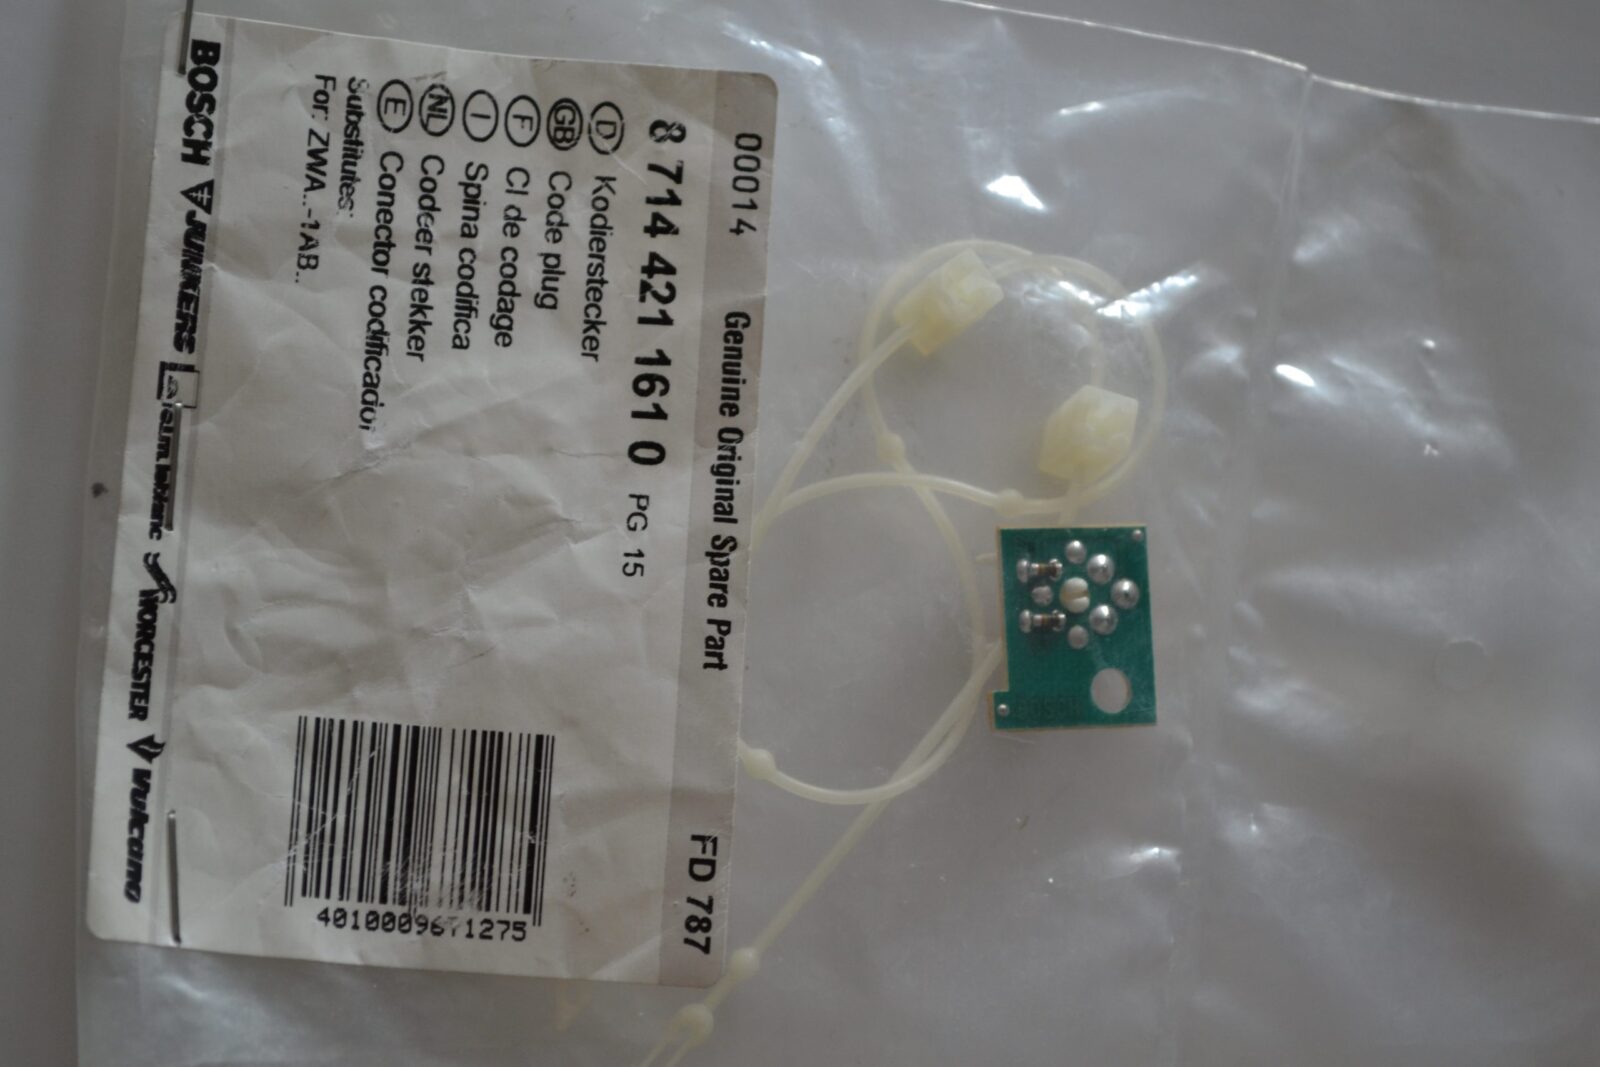 00014 Genuine Original Spare Part FD 787
8 714 421 161 0 PG 15
D Kodierstecker
GB Code plug
F Cl de codage
I Spina codifica
NL Codeer stekker
E Conector codificador
Substitutes:
For: ZWA..-1AB..
BOSCH JUNKERS WORCESTER Vulcano